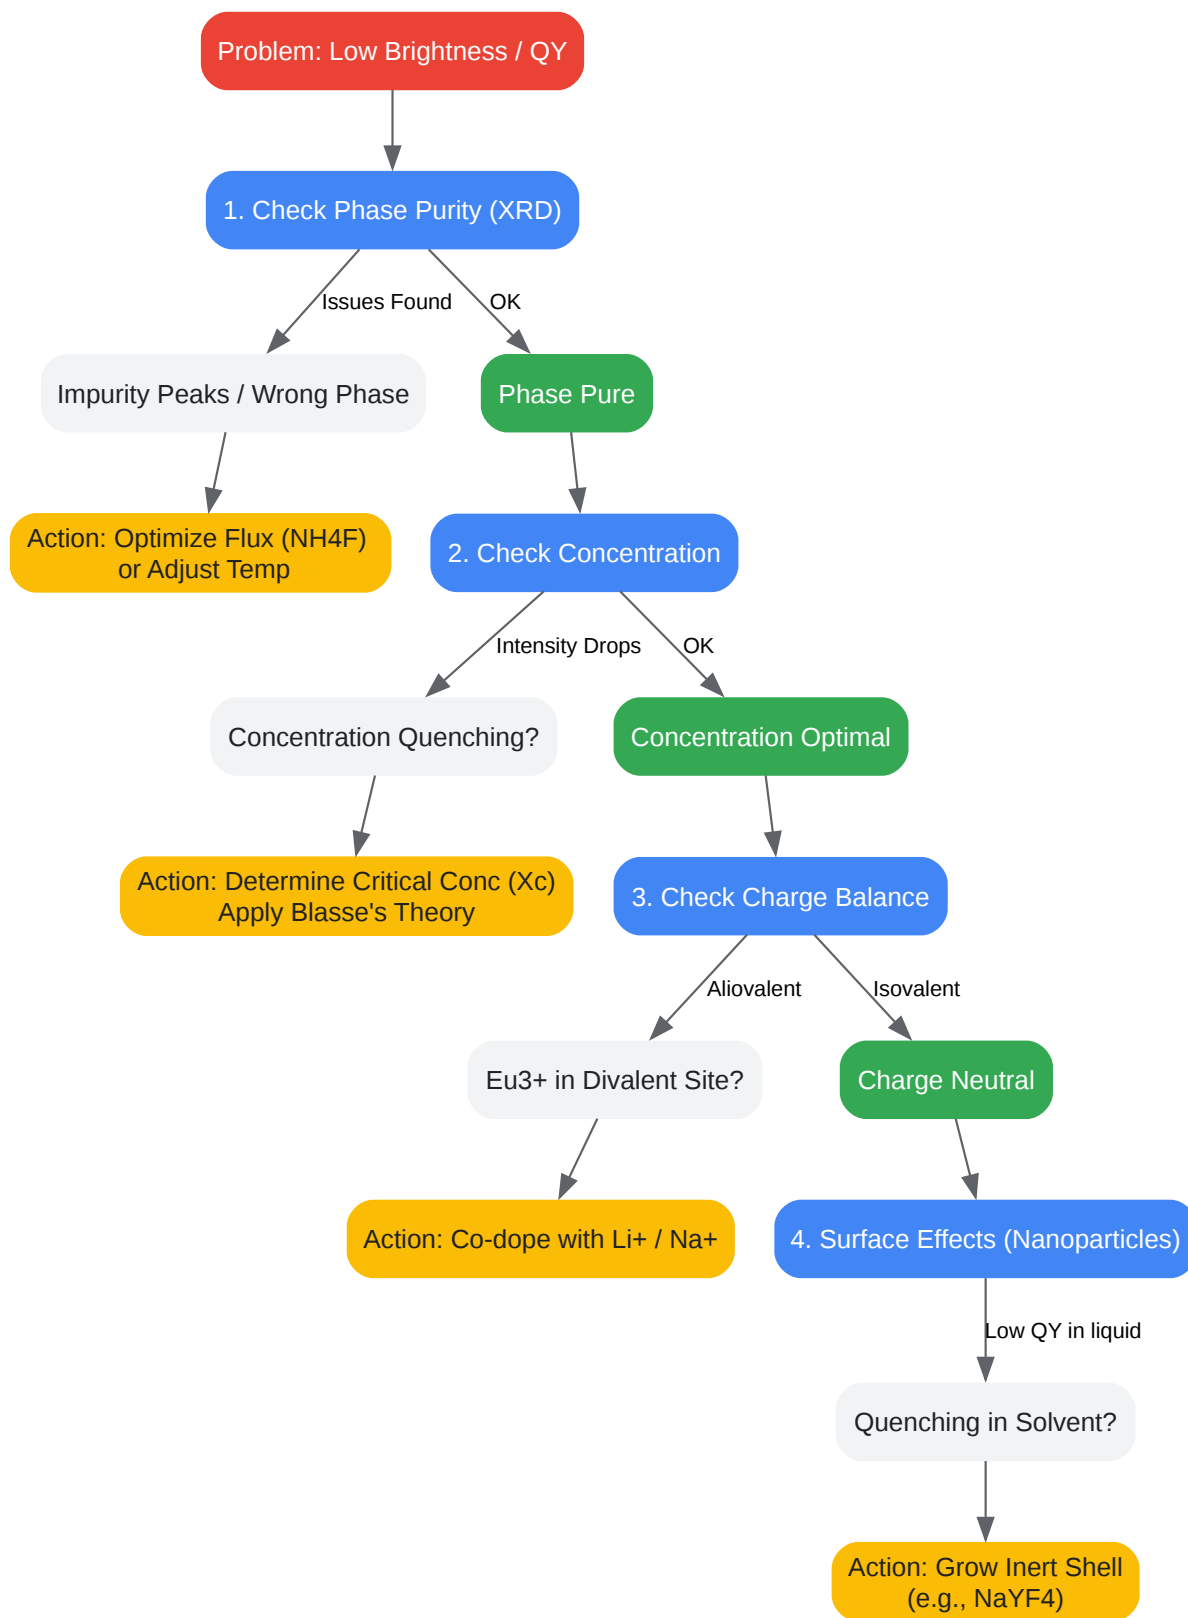 Problem: Low Brightness / QY
1. Check Phase Purity (XRD)
Issues Found
OK
Impurity Peaks / Wrong Phase
Phase Pure
Action: Optimize Flux (NH4F)
or Adjust Temp
2. Check Concentration
Intensity Drops
OK
Concentration Quenching?
Concentration Optimal
Action: Determine Critical Conc (Xc)
Apply Blasse's Theory
3. Check Charge Balance
Aliovalent
Isovalent
Eu3+ in Divalent Site?
Charge Neutral
Action: Co-dope with Li+ / Na+
4. Surface Effects (Nanoparticles)
Low QY in liquid
Quenching in Solvent?
Action: Grow Inert Shell
(e.g., NaYF4)